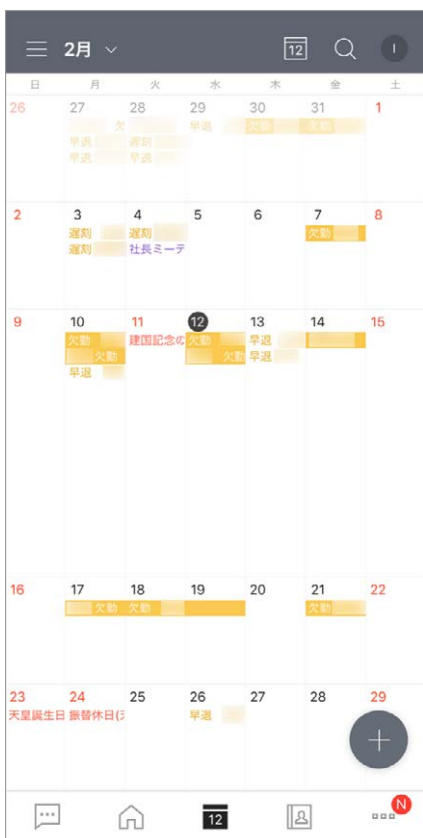 2月
12
I
日 月 火 水 木 金 土
26 27 28 29 30 31 1
欠 早退 欠勤 欠勤
早退 遅刻
早退 早退
2 3 4 5 6 7 8
遅刻 遅刻 欠勤
遅刻 社長ミーテ
9 10 11 12 13 14 15
欠勤 建国記念の 欠勤 早退
欠勤 欠勤 早退
早退
16 17 18 19 20 21 22
欠勤 欠勤 欠勤
23 24 25 26 27 28 29
天皇誕生日 振替休日(天 早退
12
N